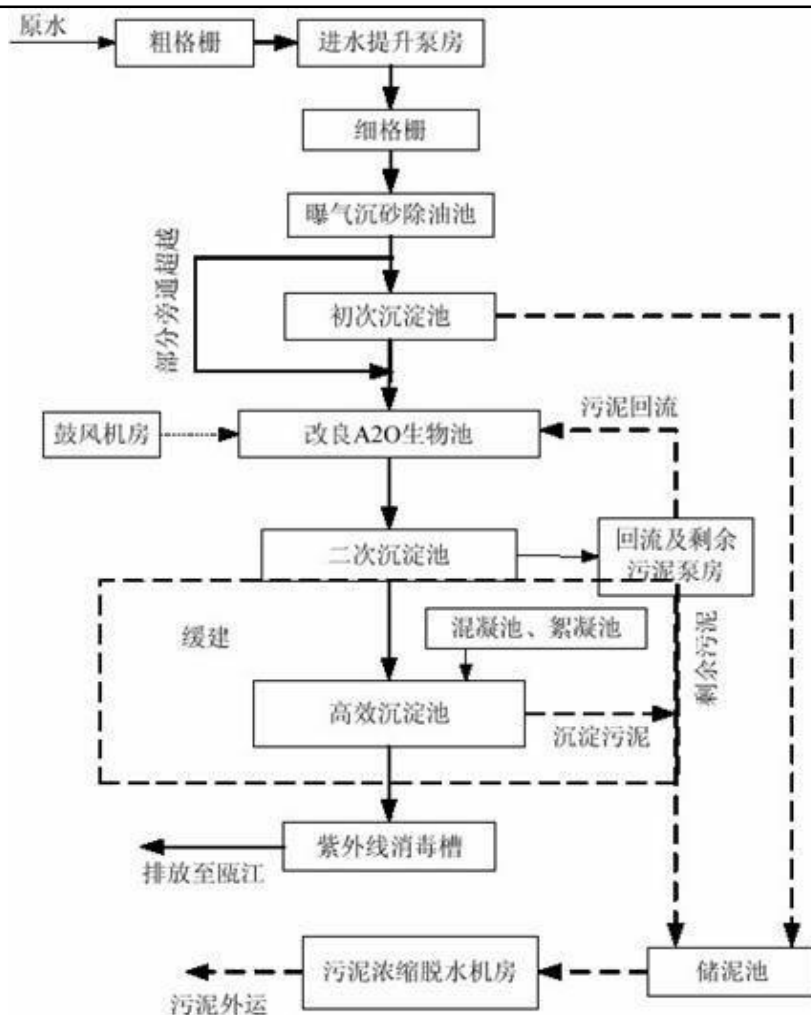 原水
粗格栅
进水提升泵房
细格栅
曝气沉砂除油池
部分旁通超越
初次沉淀池
污泥回流
鼓风机房
改良A2O生物池
二次沉淀池
回流及剩余
污泥泵房
缓建
混凝池、絮凝池
剩余污泥
高效沉淀池
沉淀污泥
紫外线消毒槽
排放至瓯江
污泥浓缩脱水机房
储泥池
污泥外运